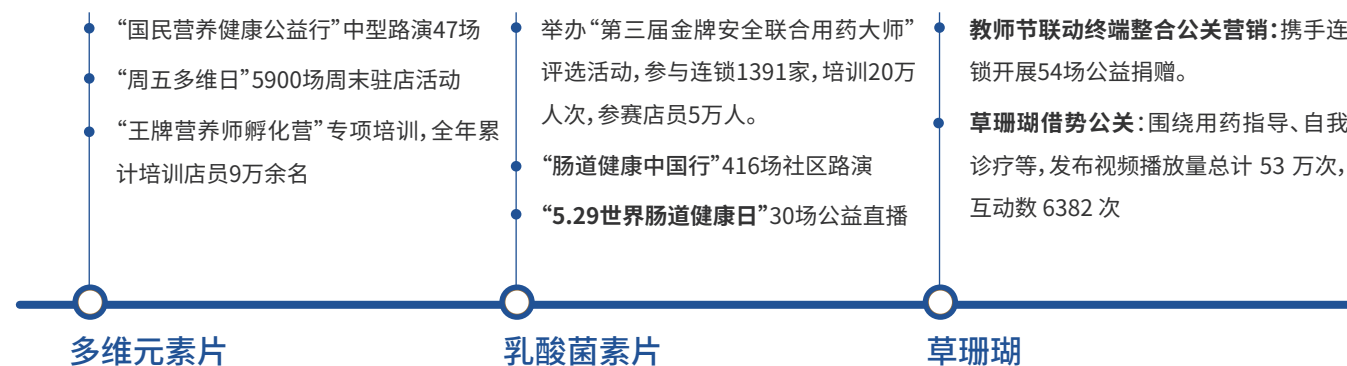 “国民营养健康公益行”中型路演47场
“周五多维日”5900场周末驻店活动
“王牌营养师孵化营”专项培训，全年累
计培训店员9万余名
多维元素片
举办“第三届金牌安全联合用药大师”
评选活动，参与连锁1391家，培训20万
人次，参赛店员5万人。
“肠道健康中国行”416场社区路演
“5.29世界肠道健康日”30场公益直播
乳酸菌素片
教师节联动终端整合公关营销：携手连
锁开展54场公益捐赠。
草珊瑚借势公关：围绕用药指导、自我
诊疗等，发布视频播放量总计 53 万次，
互动数 6382 次
草珊瑚